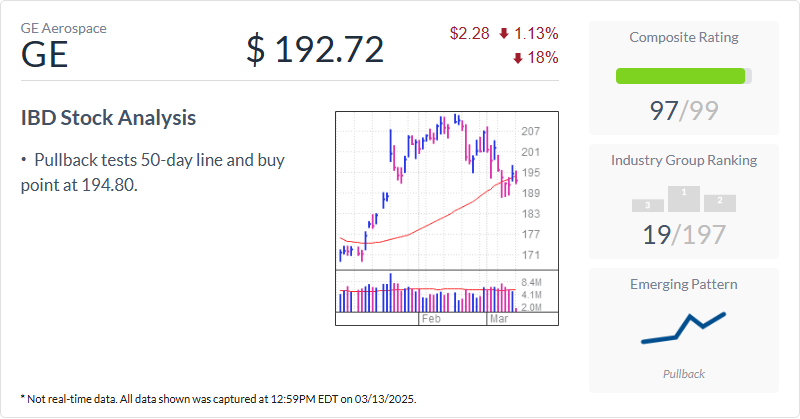 GE Aerospace
GE
$ 192.72
$2.28 1.13%
18%
IBD Stock Analysis
• Pullback tests 50-day line and buy
point at 194.80.
207
201
195
189
183
177
171
8.4M
4.1M
2.0M
Feb Mar
Composite Rating
97/99
Industry Group Ranking
3 1 2
19/197
Emerging Pattern
Pullback
* Not real-time data. All data shown was captured at 12:59PM EDT on 03/13/2025.